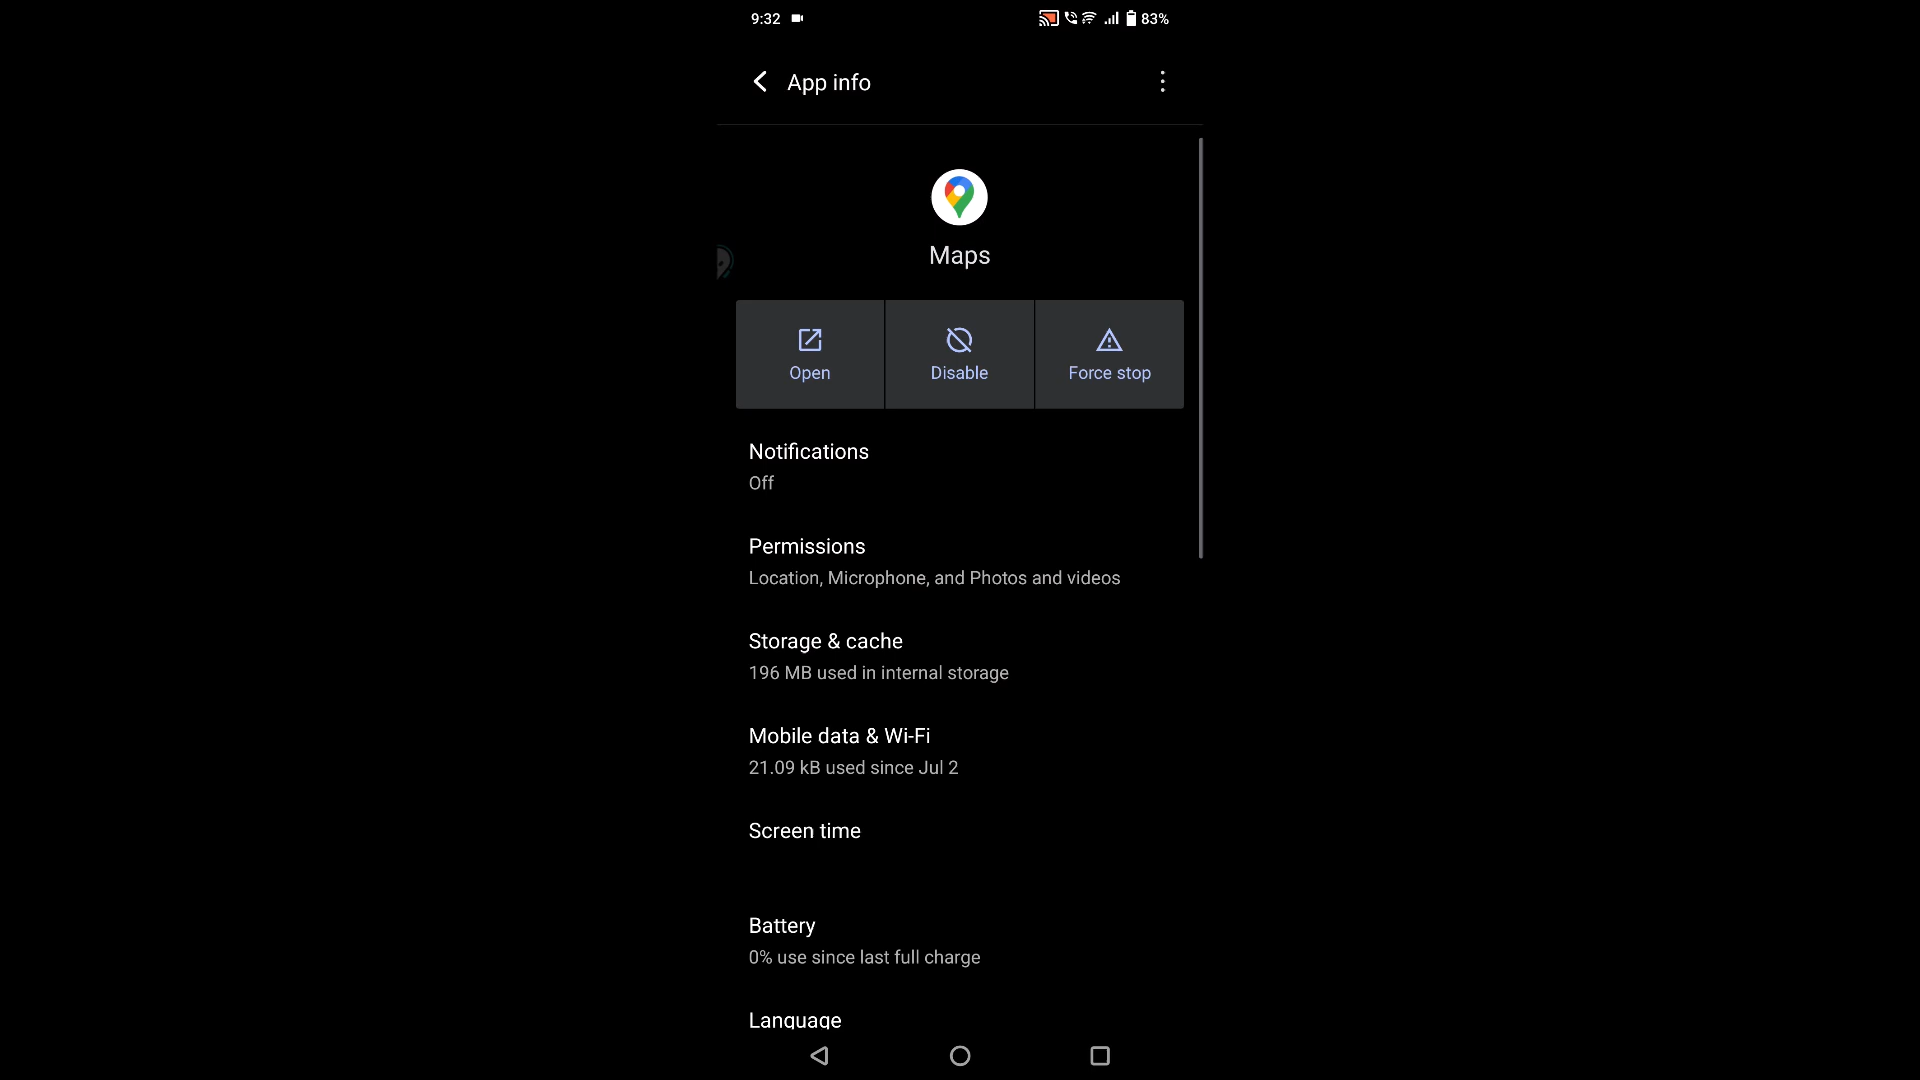 9:32
83%
App info
Maps
Open
Disable
Force stop
Notifications
Off
Permissions
Location, Microphone, and Photos and videos
Storage & cache
196 MB used in internal storage
Mobile data & Wi-Fi
21.09 kB used since Jul 2
Screen time
Battery
0% use since last full charge
Language